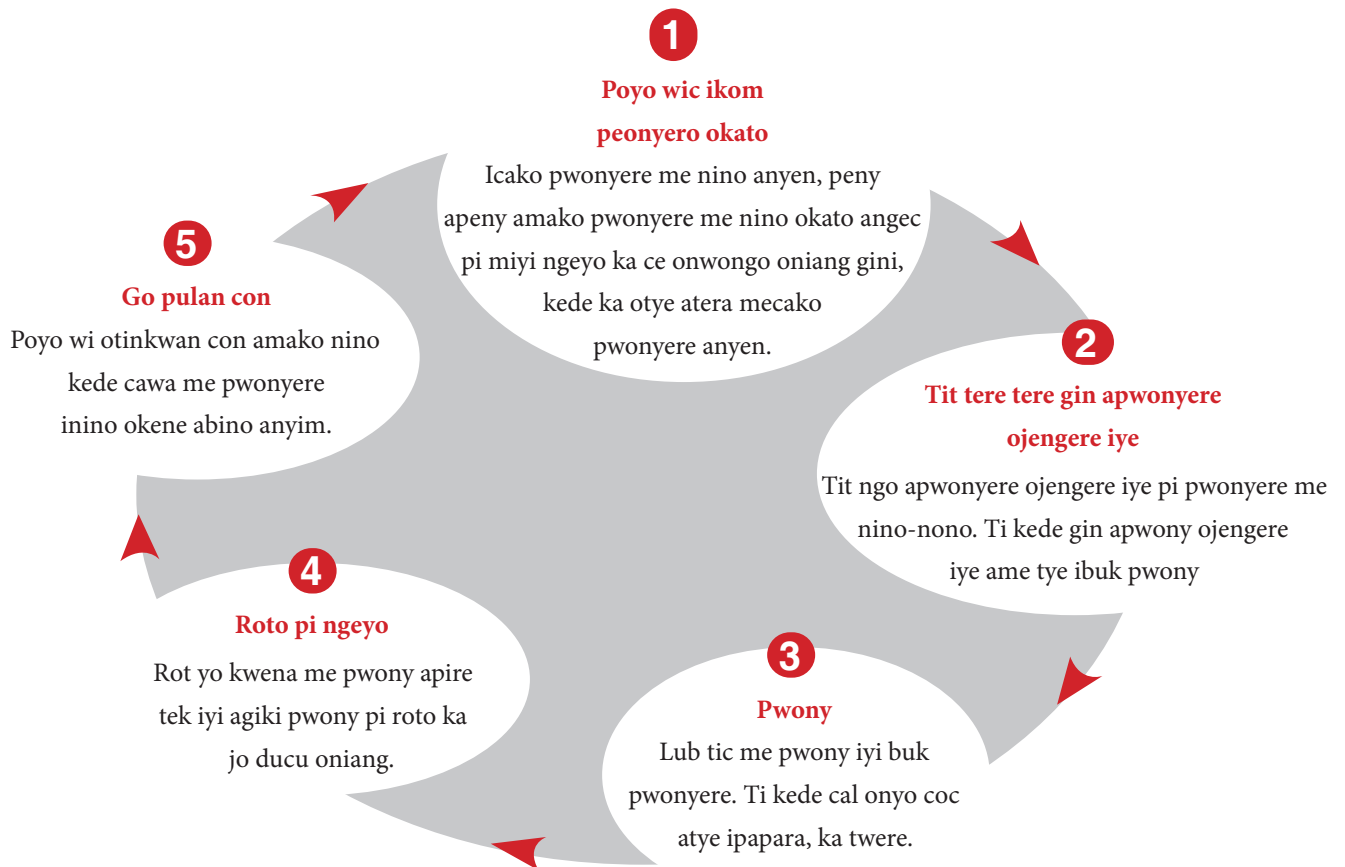 1
Poyo wic ikom
peonyero okato
Icako pwonyere me nino anyen, peny
apeny amako pwonyere me nino okato angec
pi miyi ngeyo ka ce onwongo oniang gini,
kede ka otye atera mecako
pwonyere anyen.
2
Tit tere tere gin apwonyere
ojengere iye
Tit ngo apwonyere ojengere iye pi pwonyere me
nino-nono. Ti kede gin apwony ojengere
iye ame tye ibuk pwony
3
Pwony
Lub tic me pwony iyi buk
pwonyere. Ti kede cal onyo coc
atye ipapara, ka twere.
4
Roto pi ngeyo
Rot yo kwena me pwony apire
tek iyi agiki pwony pi roto ka
jo ducu oniang.
5
Go pulan con
Poyo wi otinkwan con amako nino
kede cawa me pwonyere
inino okene abino anyim.